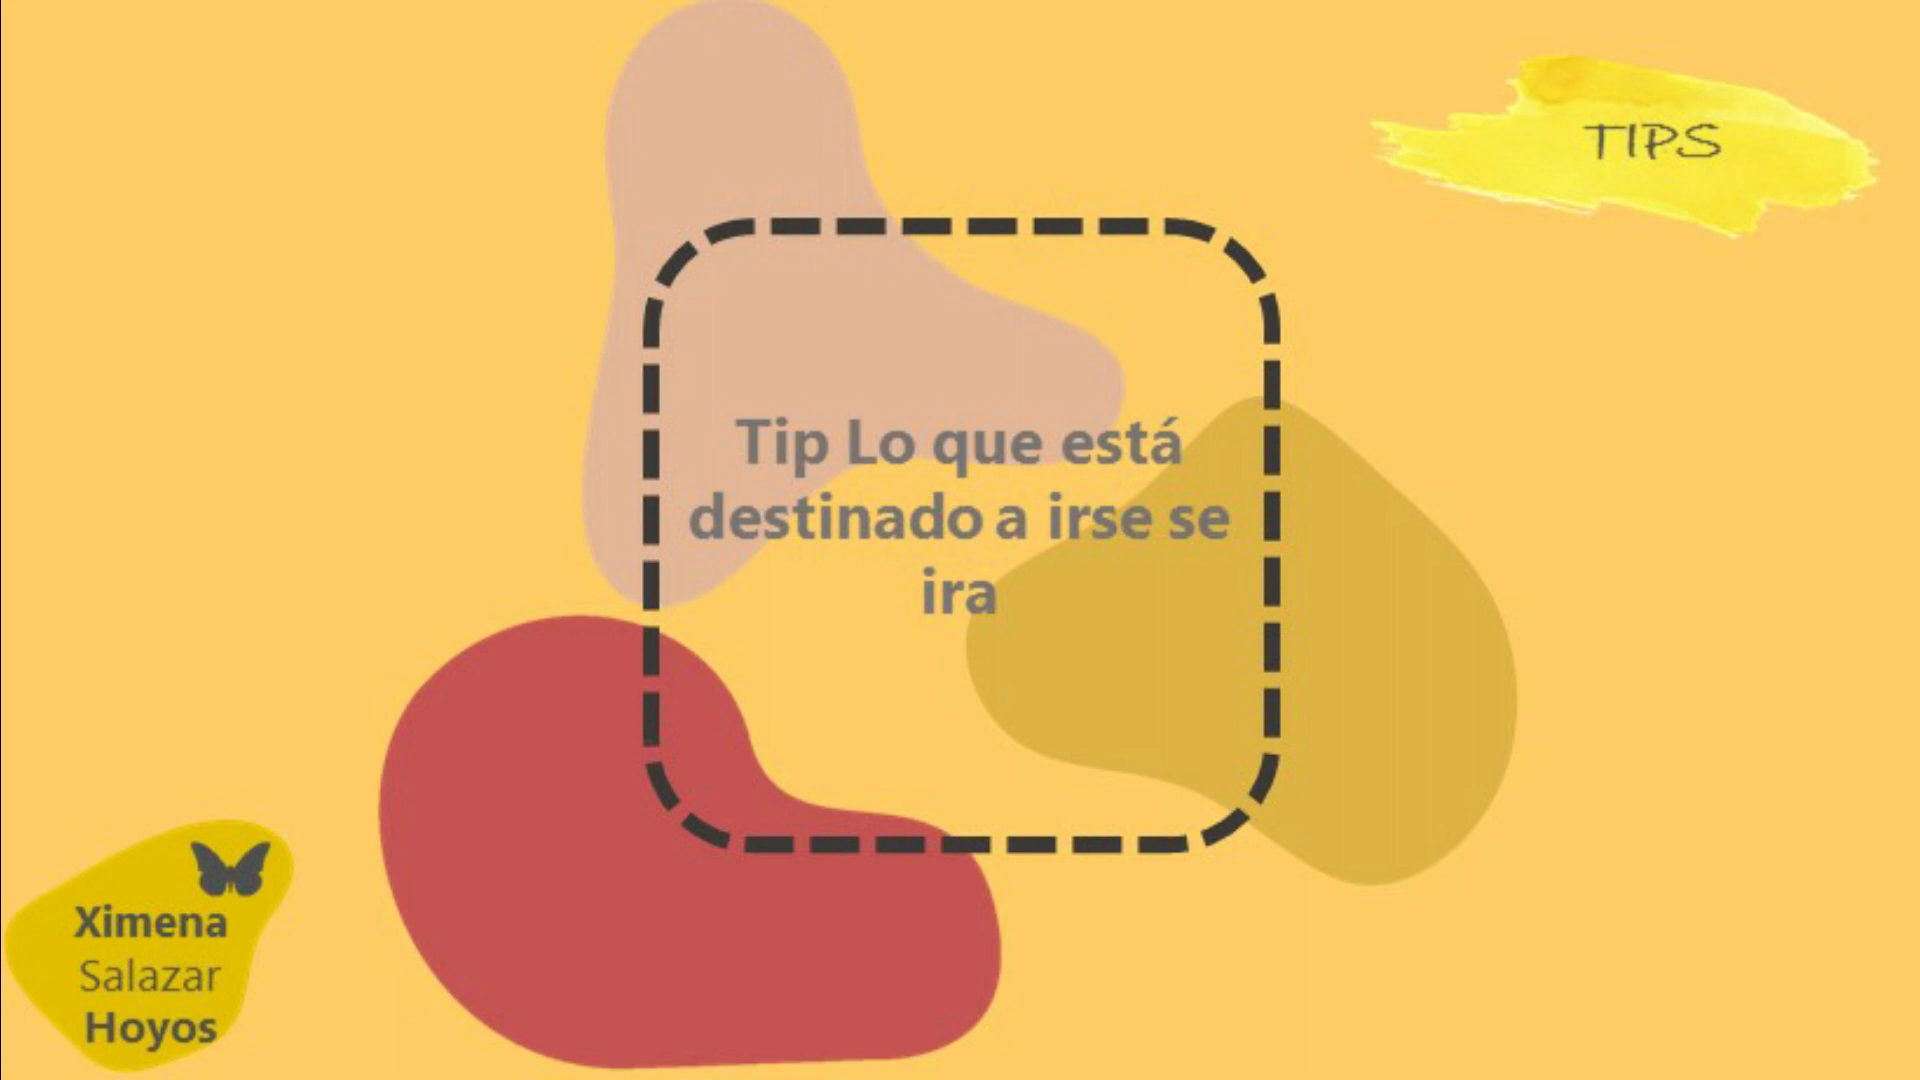 TIPS
Tip Lo que está
destinado a irse se
ira
Ximena
Salazar
Hoyos